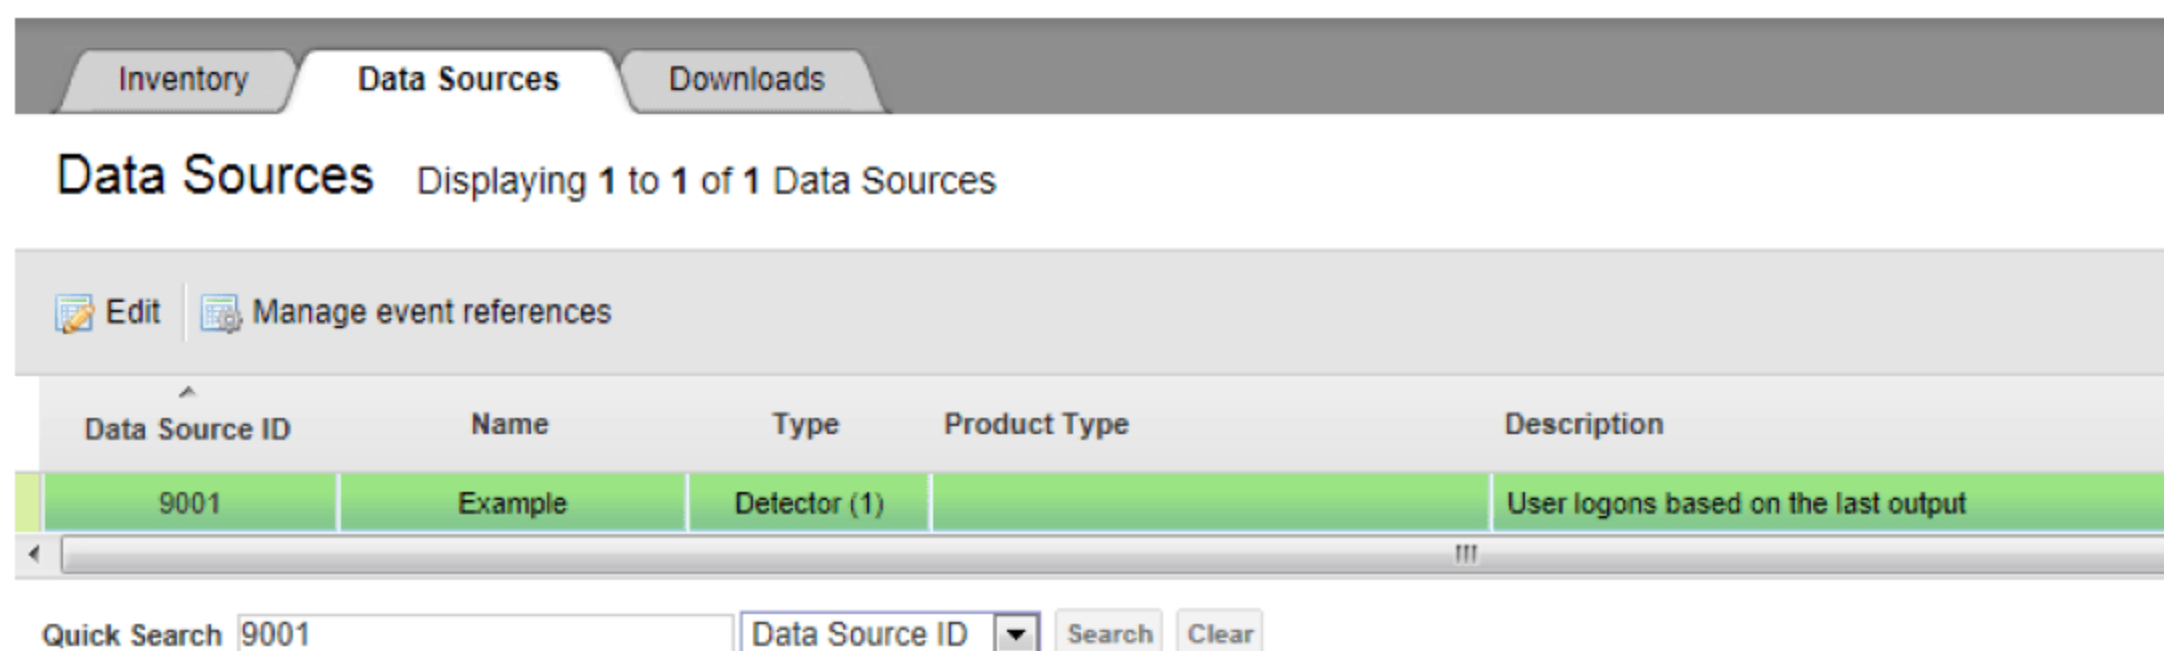 Inventory Data Sources Downloads
Data Sources Displaying 1 to 1 of 1 Data Sources
Edit Manage event references
Data Source ID Name Type Product Type Description
9001 Example Detector (1) User logons based on the last output
Quick Search 9001 Data Source ID Search Clear